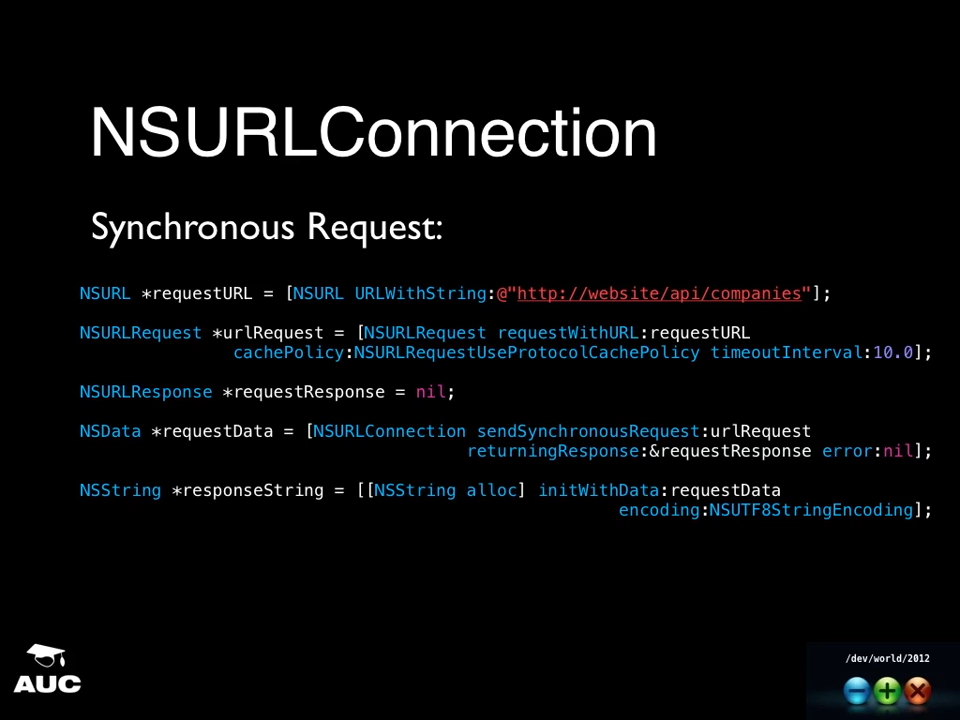 NSURLConnection
Synchronous Request:
NSURL *requestURL = [NSURL URLWithString:@"http://website/api/companies"];
NSURLRequest *urlRequest = [NSURLRequest requestWithURL:requestURL
cachePolicy:NSURLRequestUseProtocolCachePolicy timeoutInterval:10.0];
NSURLResponse *requestResponse = nil;
NSData *requestData = [NSURLConnection sendSynchronousRequest:urlRequest
returningResponse:&requestResponse error:nil];
NSString *responseString = [[NSString alloc] initWithData:requestData
encoding:NSUTF8StringEncoding];
AUC
/dev/world/2012